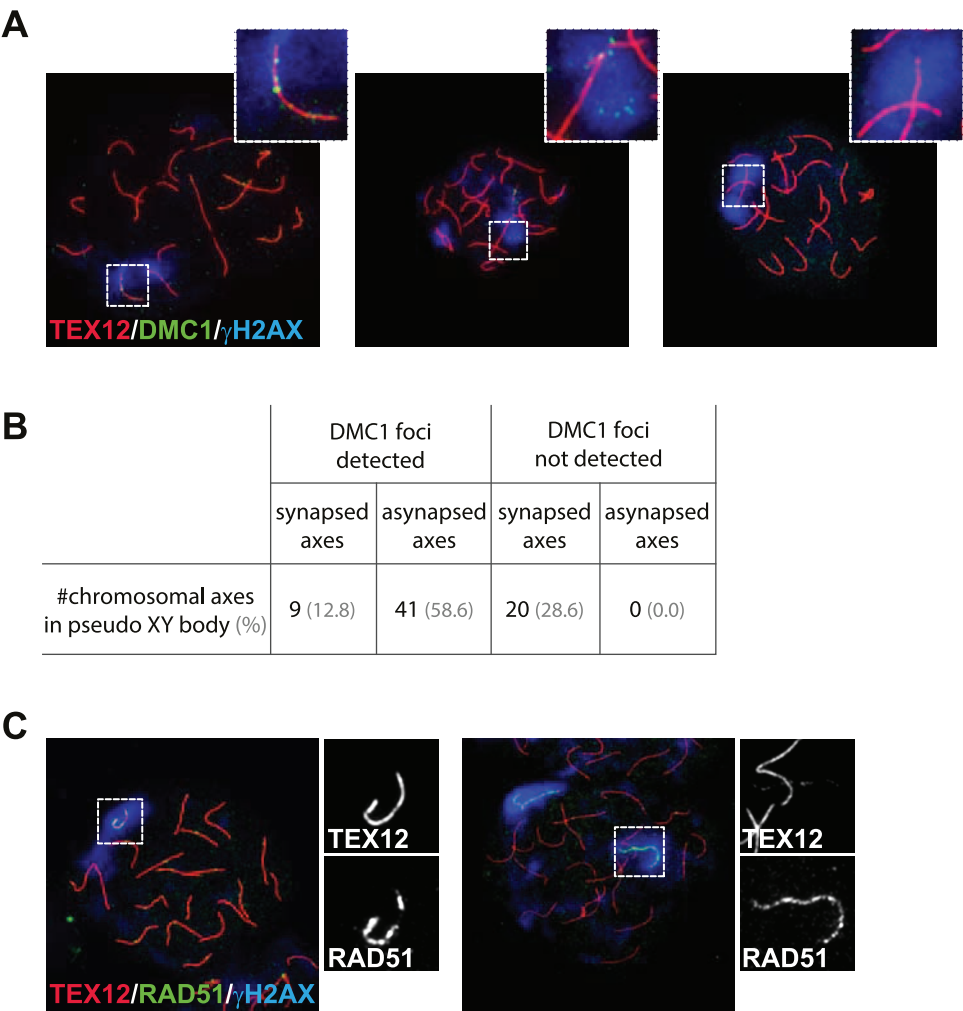 A
TEX12/DMC1/γH2AX
B
DMC1 foci
detected
DMC1 foci
not detected
synapsed
axes
asynapsed
axes
synapsed
axes
asynapsed
axes
#chromosomal axes
in pseudo XY body (%)
9 (12.8)
41 (58.6)
20 (28.6)
0 (0.0)
C
TEX12/RAD51/γH2AX
TEX12
RAD51
TEX12
RAD51